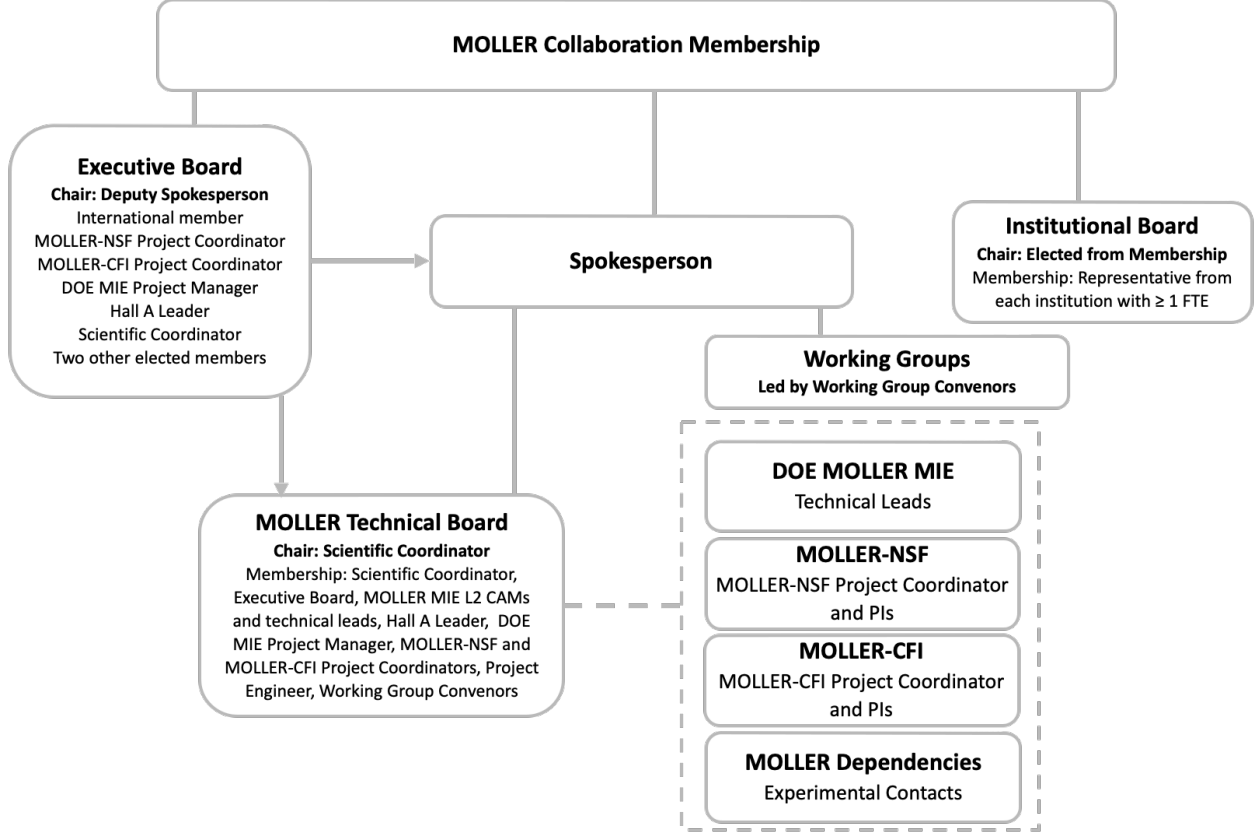 MOLLER Collaboration Membership
Executive Board
Chair: Deputy Spokesperson
International member
MOLLER-NSF Project Coordinator
MOLLER-CFI Project Coordinator
DOE MIE Project Manager
Hall A Leader
Scientific Coordinator
Two other elected members
Spokesperson
Institutional Board
Chair: Elected from Membership
Membership: Representative from
each institution with ≥ 1 FTE
Working Groups
Led by Working Group Convenors
MOLLER Technical Board
Chair: Scientific Coordinator
Membership: Scientific Coordinator,
Executive Board, MOLLER MIE L2 CAMs
and technical leads, Hall A Leader, DOE
MIE Project Manager, MOLLER-NSF and
MOLLER-CFI Project Coordinators, Project
Engineer, Working Group Convenors
DOE MOLLER MIE
Technical Leads
MOLLER-NSF
MOLLER-NSF Project Coordinator
and PIs
MOLLER-CFI
MOLLER-CFI Project Coordinator
and PIs
MOLLER Dependencies
Experimental Contacts